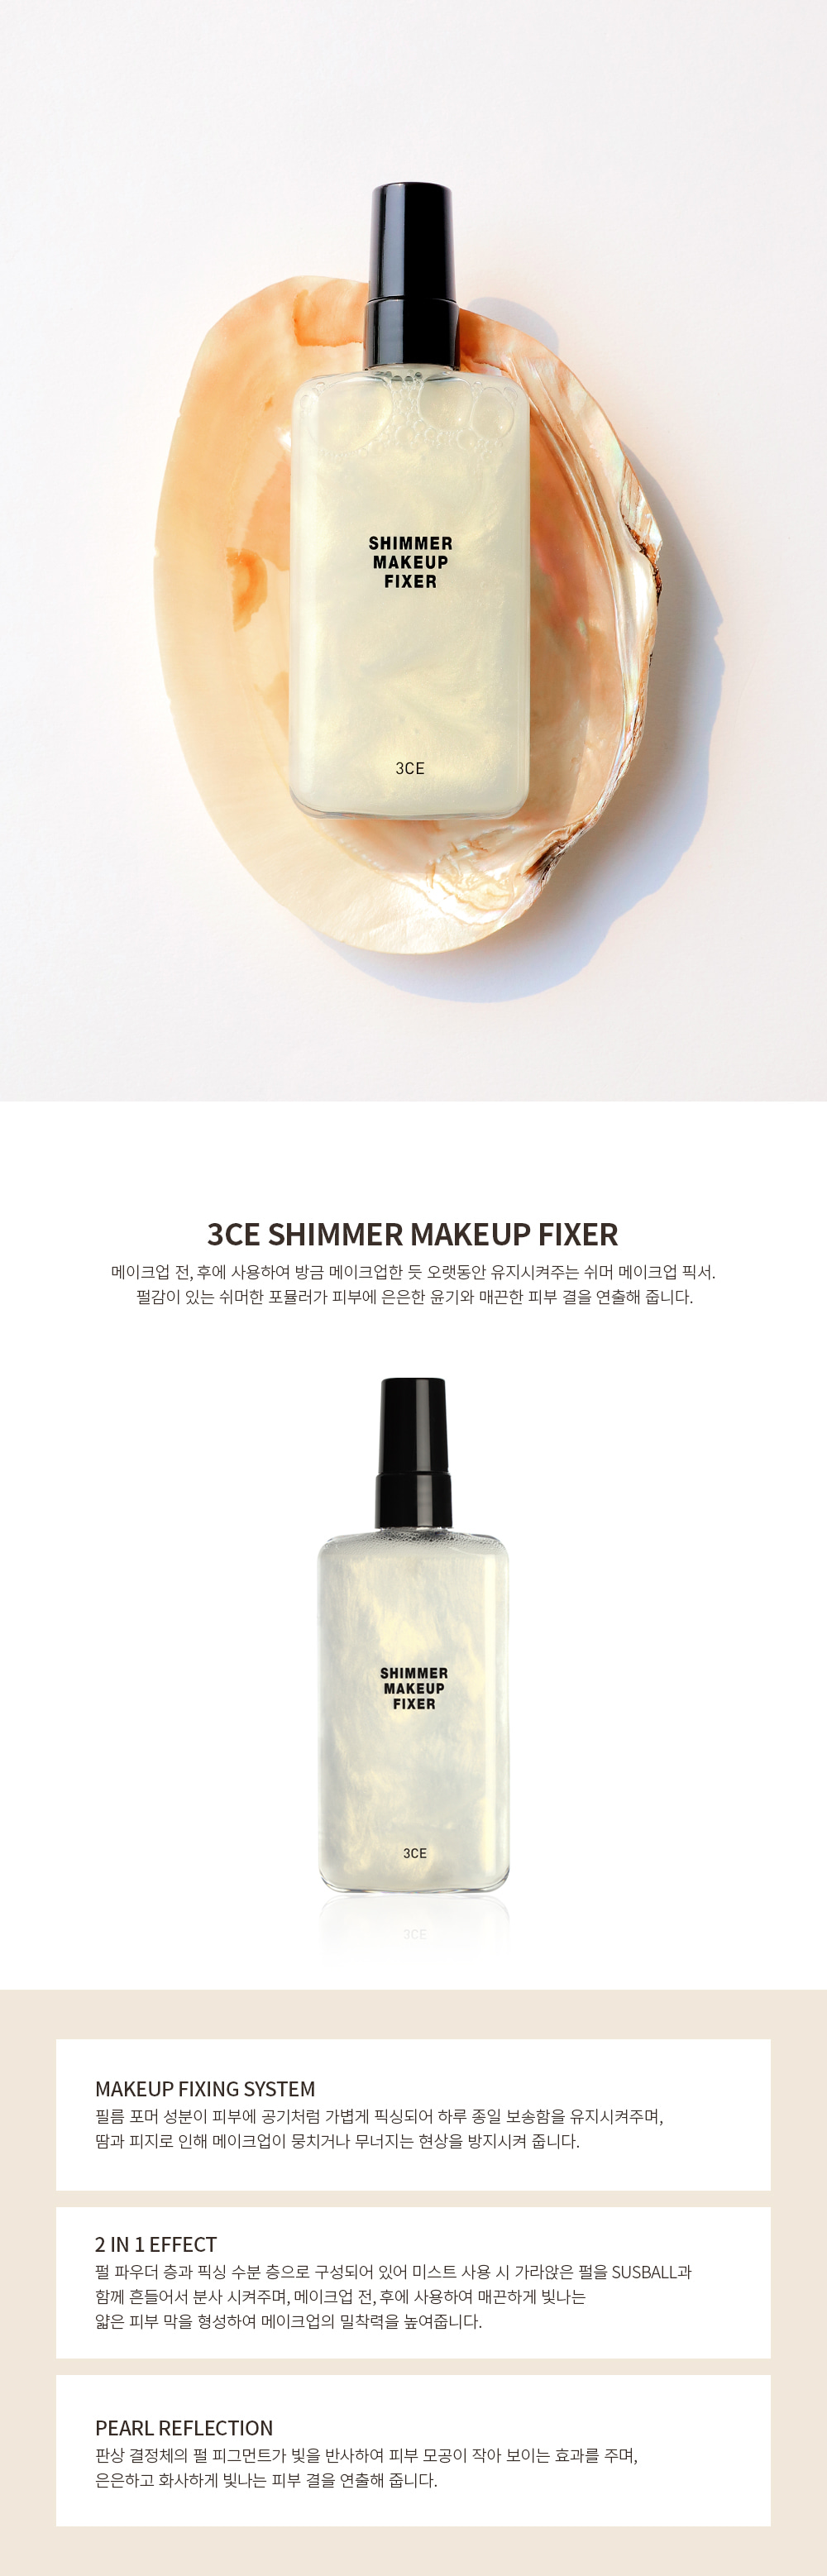 SHIMMER
MAKEUP
FIXER
3CE
3CE SHIMMER MAKEUP FIXER
메이크업 전, 후에 사용하여 방금 메이크업한 듯 오랫동안 유지시켜주는 쉬머 메이크업 픽서.
펄감이 있는 쉬머한 포뮬러가 피부에 은은한 윤기와 매끈한 피부 결을 연출해 줍니다.
SHIMMER
MAKEUP
FIXER
3CE
3CE
MAKEUP FIXING SYSTEM
필름 포머 성분이 피부에 공기처럼 가볍게 픽싱되어 하루 종일 보송함을 유지시켜주며,
땀과 피지로 인해 메이크업이 뭉치거나 무너지는 현상을 방지시켜 줍니다.
2 IN 1 EFFECT
펄 파우더 층과 픽싱 수분 층으로 구성되어 있어 미스트 사용 시 가라앉은 펄을 SUSBALL과
함께 흔들어서 분사 시켜주며, 메이크업 전, 후에 사용하여 매끈하게 빛나는
얇은 피부 막을 형성하여 메이크업의 밀착력을 높여줍니다.
PEARL REFLECTION
판상 결정체의 펄 피그먼트가 빛을 반사하여 피부 모공이 작아 보이는 효과를 주며,
은은하고 화사하게 빛나는 피부 결을 연출해 줍니다.